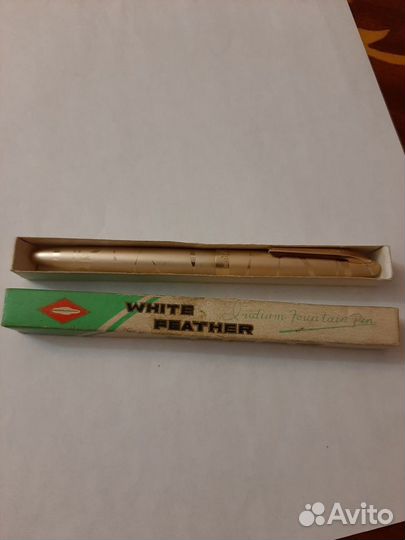 WHITE
FEATHER
Iridium Fountain Pen
Avito